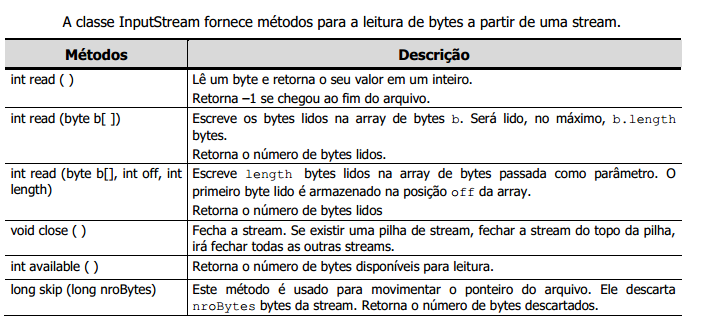 A classe InputStream fornece métodos para a leitura de bytes a partir de uma stream.
Métodos Descrição
int read ( ) Lê um byte e retorna o seu valor em um inteiro.
Retorna –1 se chegou ao fim do arquivo.
int read (byte b[ ]) Escreve os bytes lidos na array de bytes b. Será lido, no máximo, b.length
bytes.
Retorna o número de bytes lidos.
int read (byte b[], int off, int Escreve length bytes lidos na array de bytes passada como parâmetro. O
length) primeiro byte lido é armazenado na posição off da array.
Retorna o número de bytes lidos
void close ( ) Fecha a stream. Se existir uma pilha de stream, fechar a stream do topo da pilha,
irá fechar todas as outras streams.
int available ( ) Retorna o número de bytes disponíveis para leitura.
long skip (long nroBytes) Este método é usado para movimentar o ponteiro do arquivo. Ele descarta
nroBytes bytes da stream. Retorna o número de bytes descartados.